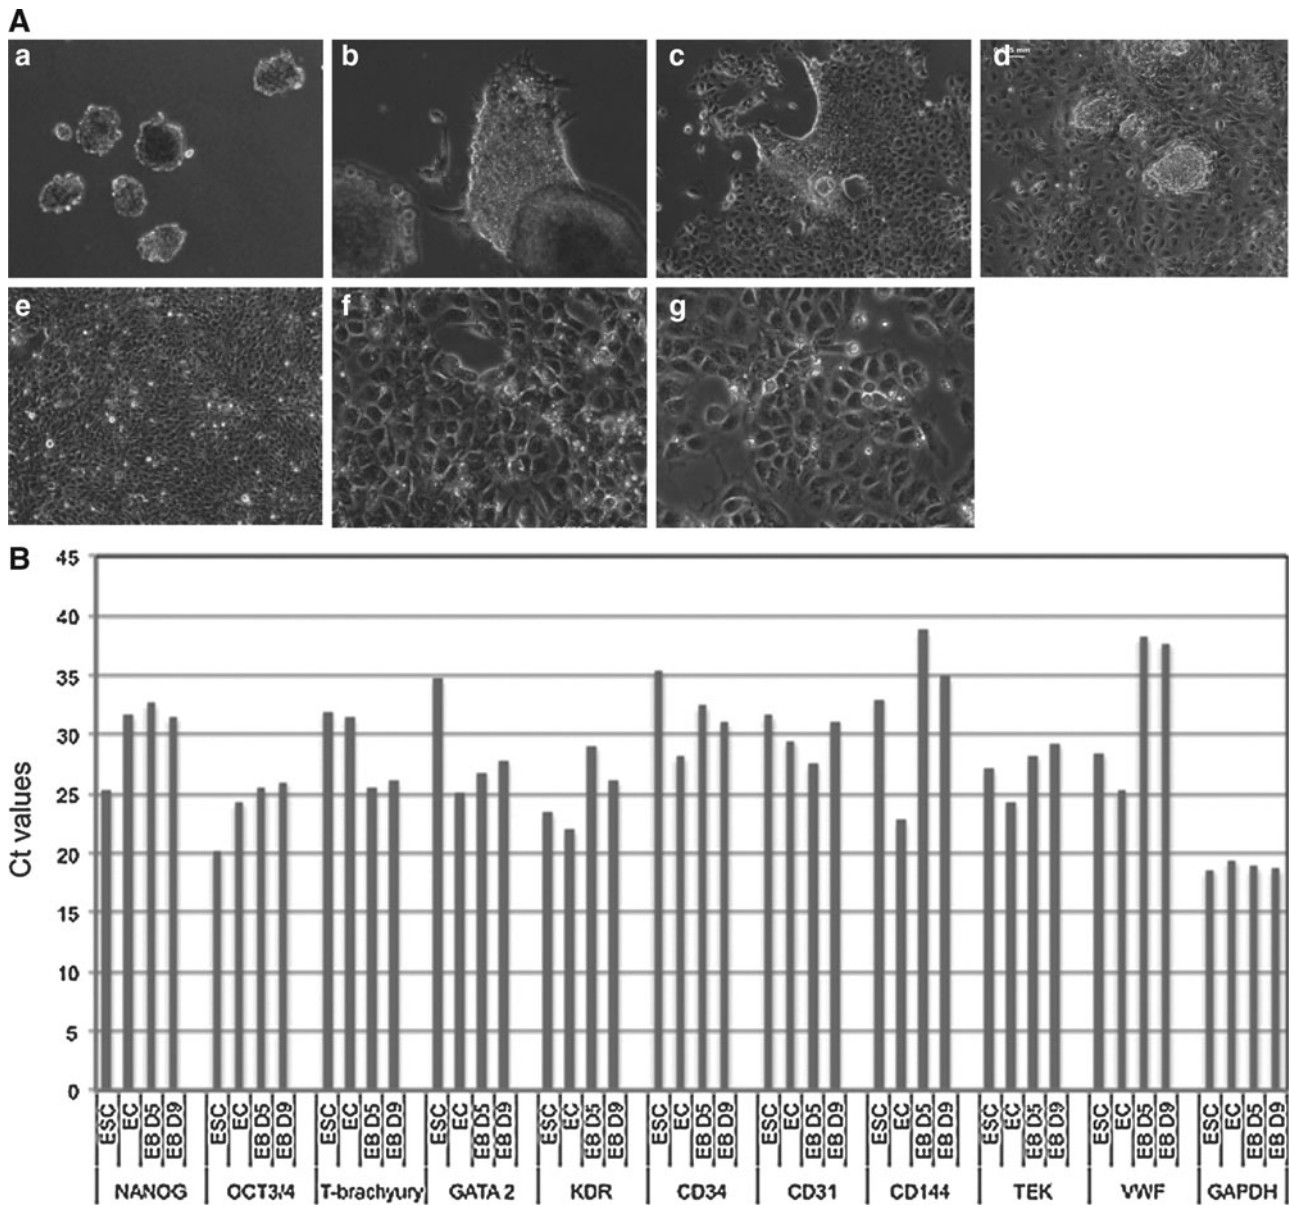 A
a
b
c
d
e
f
g
B
45
40
35
30
25
20
15
10
5
0
Ct values
ESC EC EB D5 EB D9 ESC EC EB D5 EB D9 ESC EC EB D5 EB D9 ESC EC EB D5 EB D9 ESC EC EB D5 EB D9 ESC EC EB D5 EB D9 ESC EC EB D5 EB D9 ESC EC EB D5 EB D9 ESC EC EB D5 EB D9 ESC EC EB D5 EB D9 ESC EC EB D5 EB D9
NANOG OCT3/4 T-brachyury GATA 2 KDR CD34 CD31 CD144 TEK VWF GAPDH